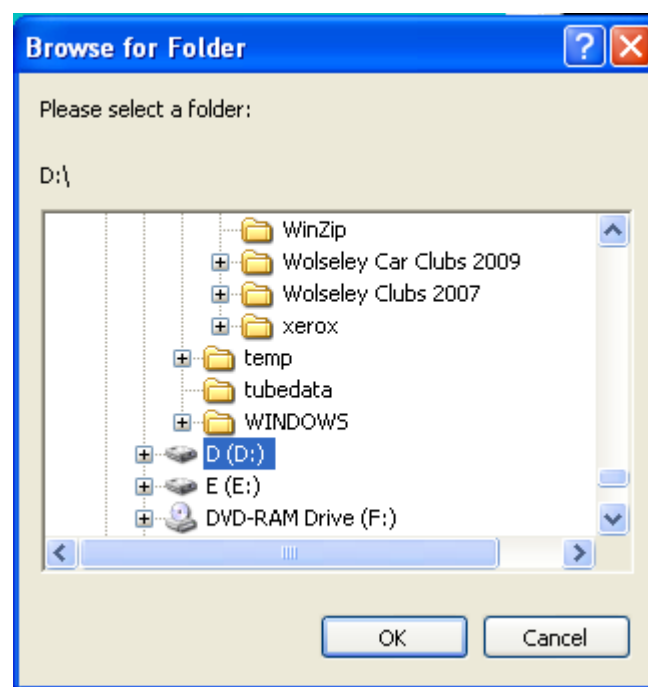 Browse for Folder
Please select a folder:
D:\
WinZip
Wolseley Car Clubs 2009
Wolseley Clubs 2007
xerox
temp
tubedata
WINDOWS
D (D:)
E (E:)
DVD-RAM Drive (F:)
OK Cancel